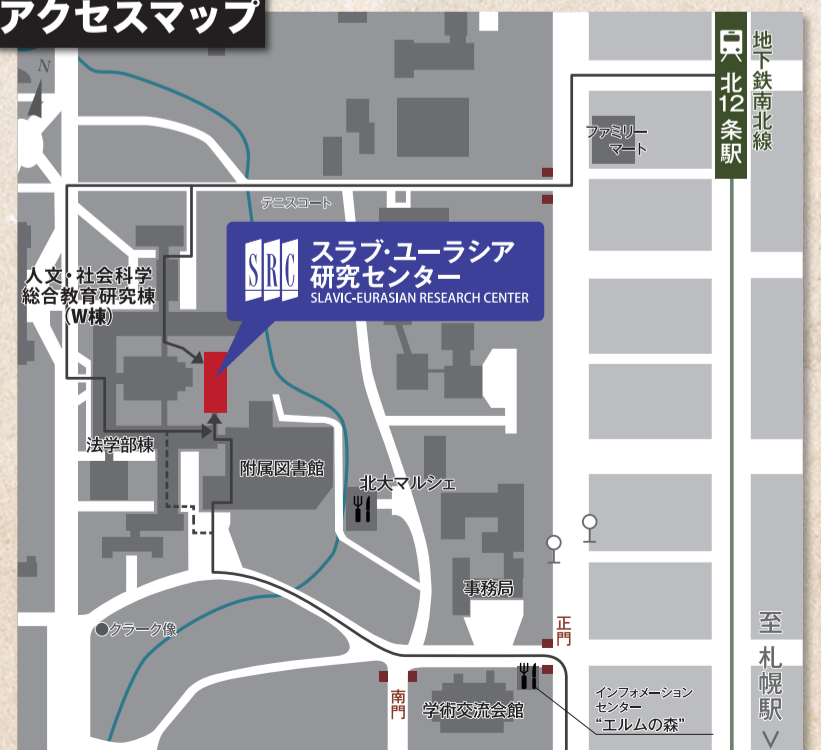 アクセスマップ
N
地下鉄南北線
北12条駅
ファミリー
マート
テニスコート
SRC
スラブ・ユーラシア
研究センター
SLAVIC-EURASIAN RESEARCH CENTER
人文・社会科学
総合教育研究棟
(W棟)
法学部棟
附属図書館
北大マルシェ
事務局
クラーク像
正門
至 札幌駅
南門
学術交流会館
インフォメーション
センター
“エルムの森”